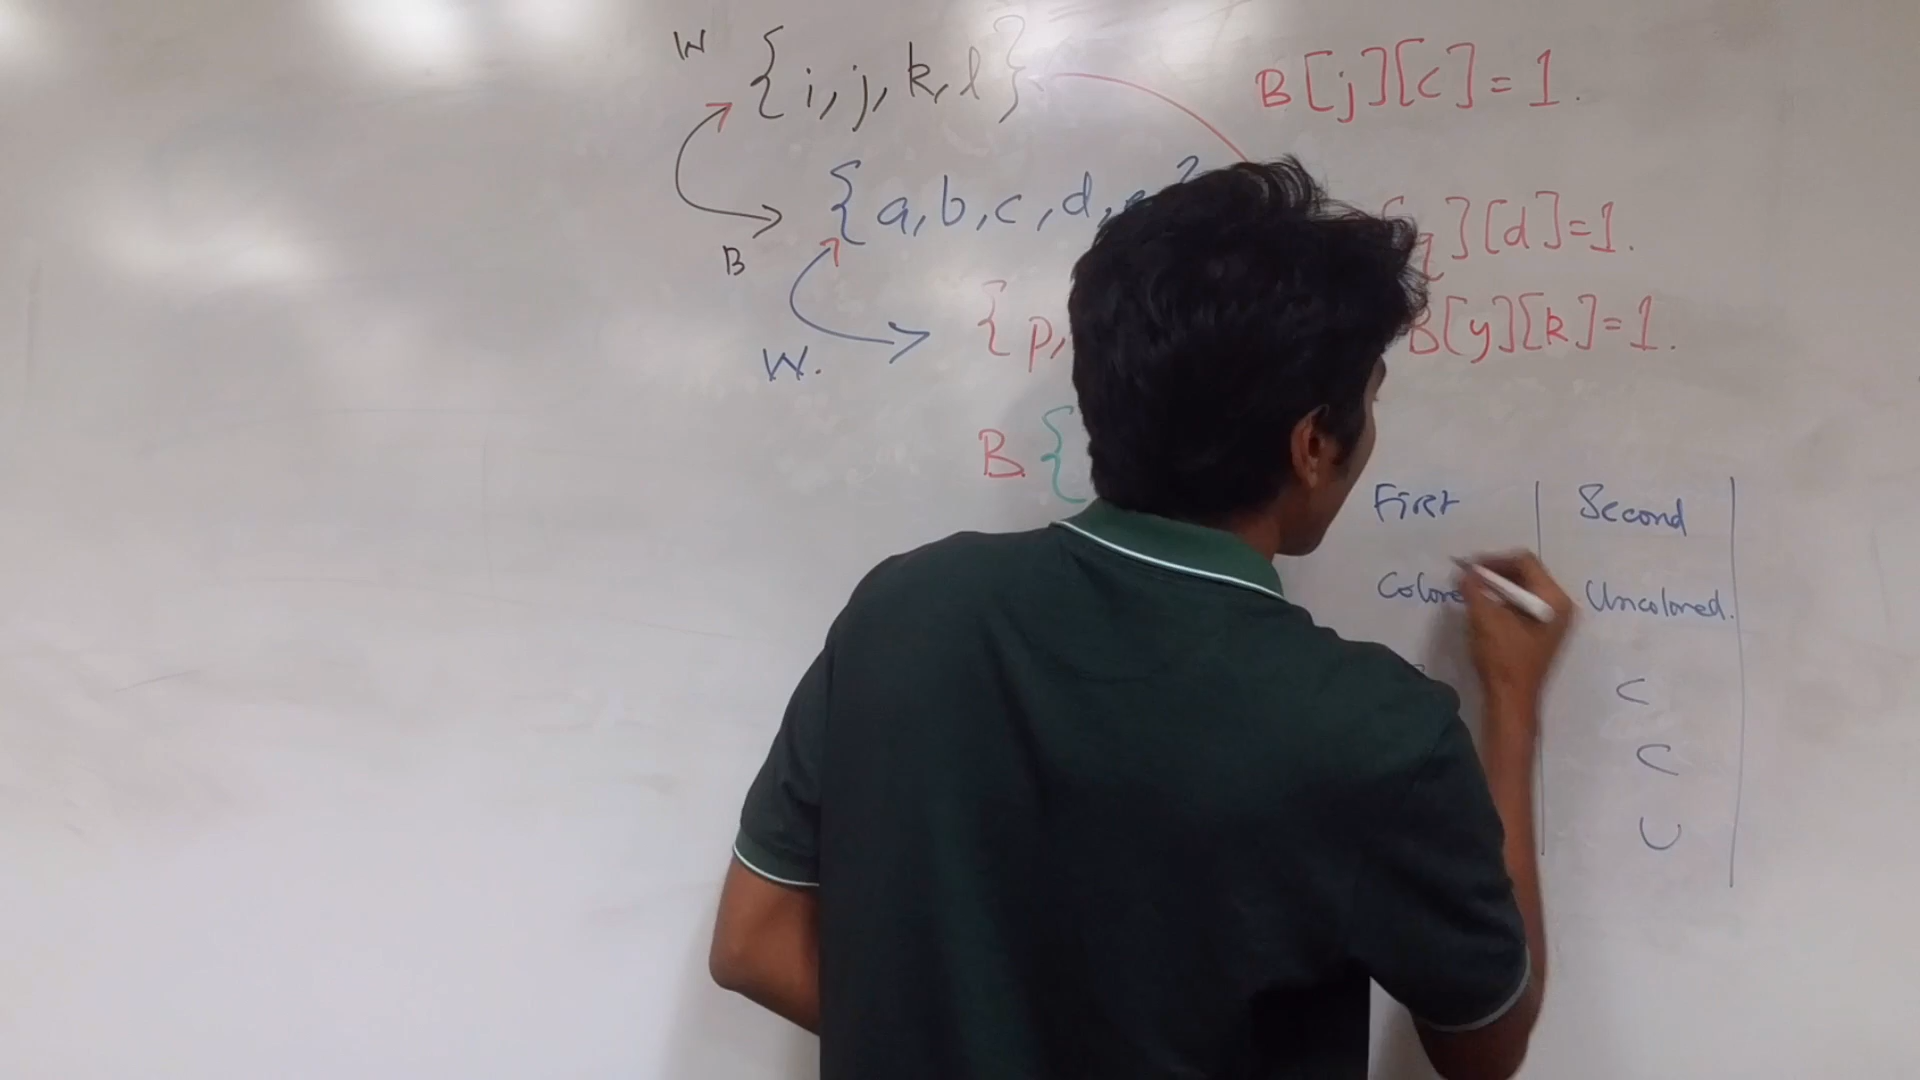 W {i, j, k, l} B[j][c]=1.
B {a, b, c, d,
q][d]=1.
W. {p, B[y][k]=1.
B {
First Second
Colore Uncolored.
C
C
U